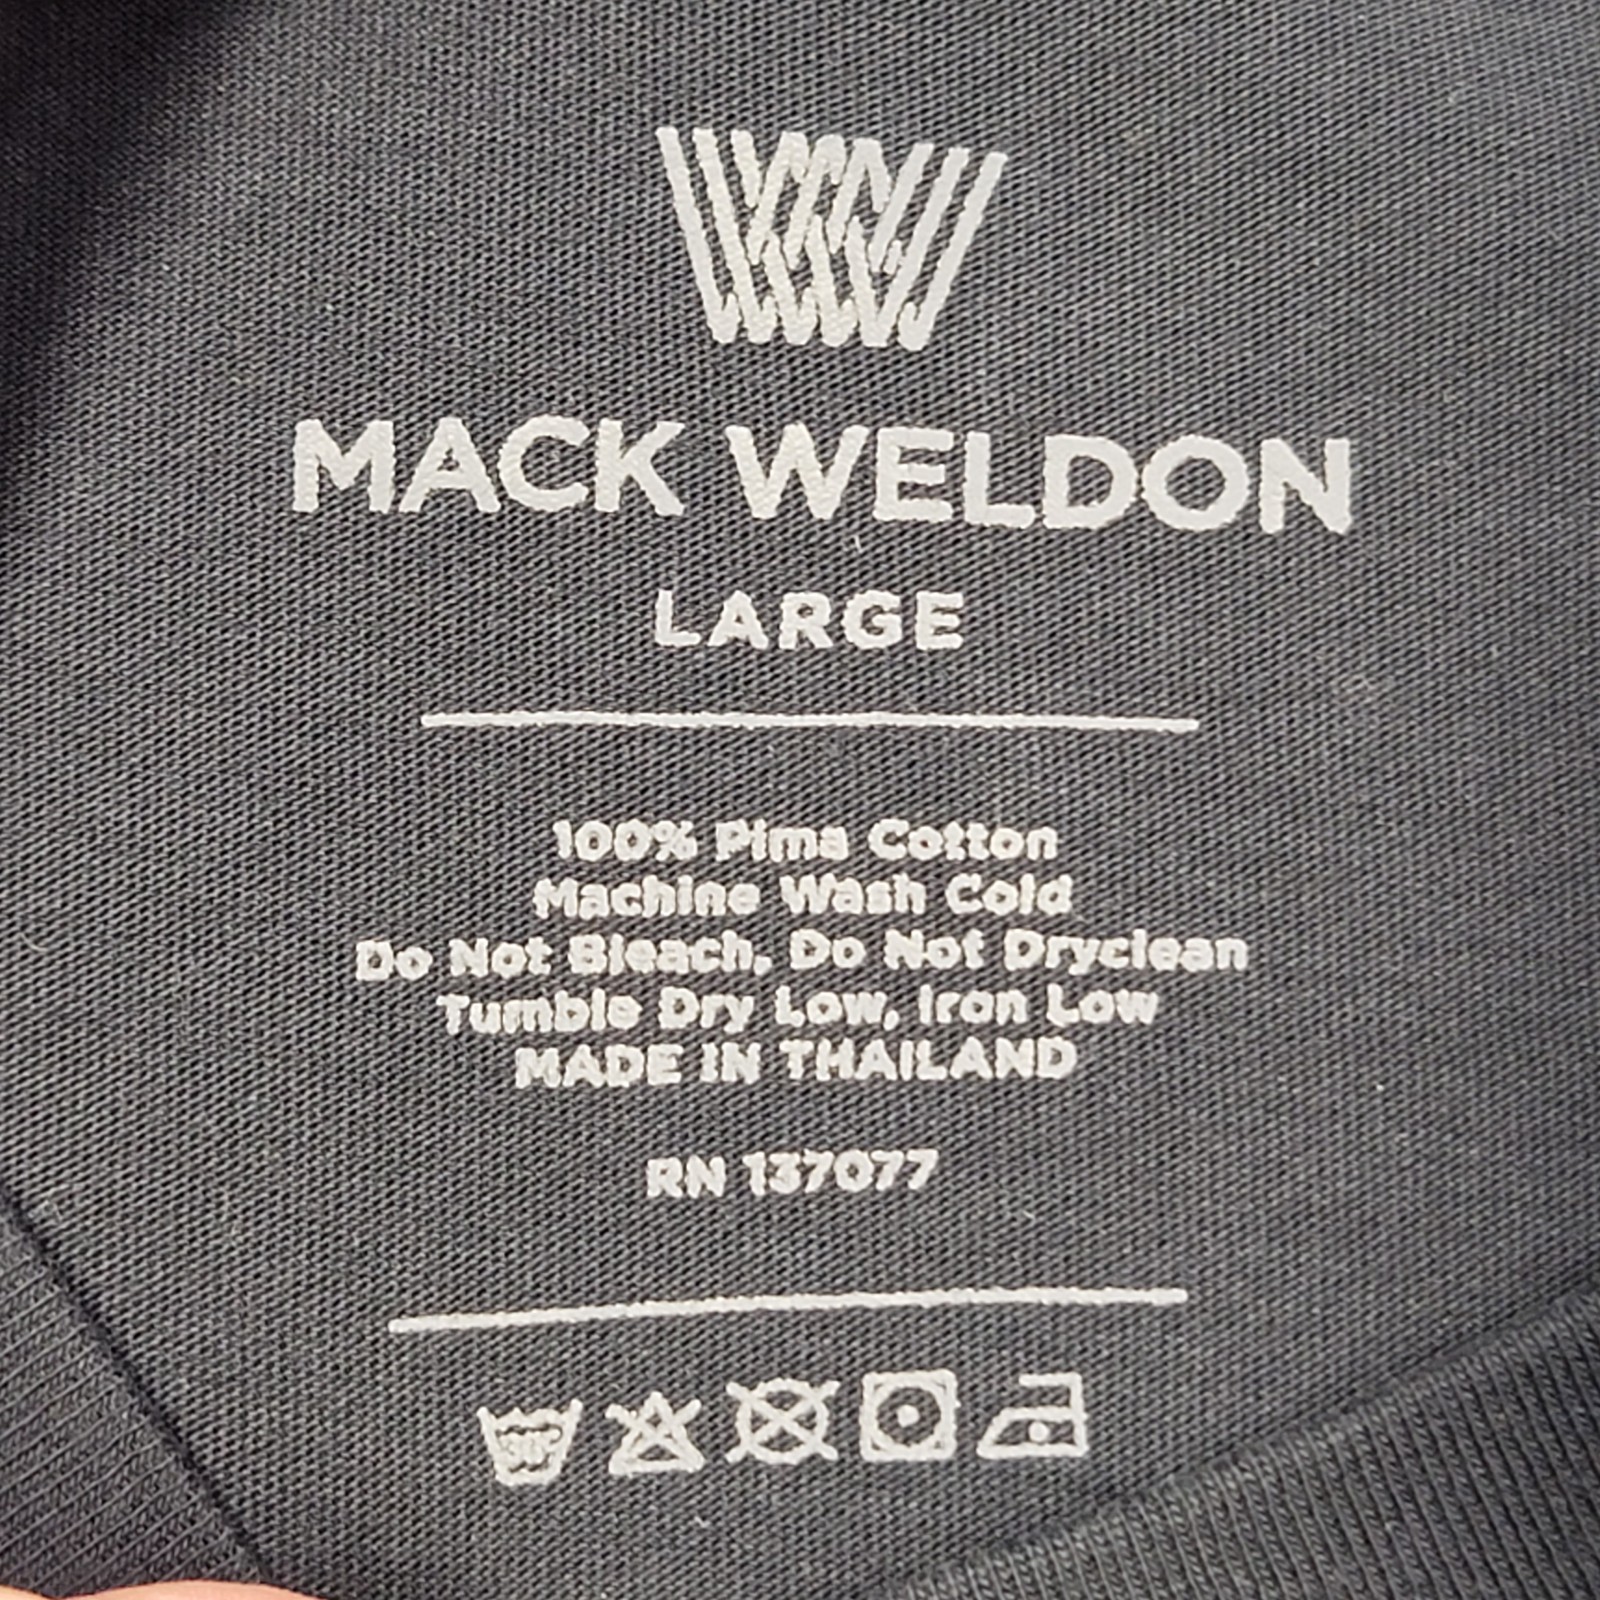 MACK WELDON
LARGE
100% Pima Cotton
Machine Wash Cold
Do Not Bleach, Do Not Dryclean
Tumble Dry Low, Iron Low
MADE IN THAILAND
RN 137077